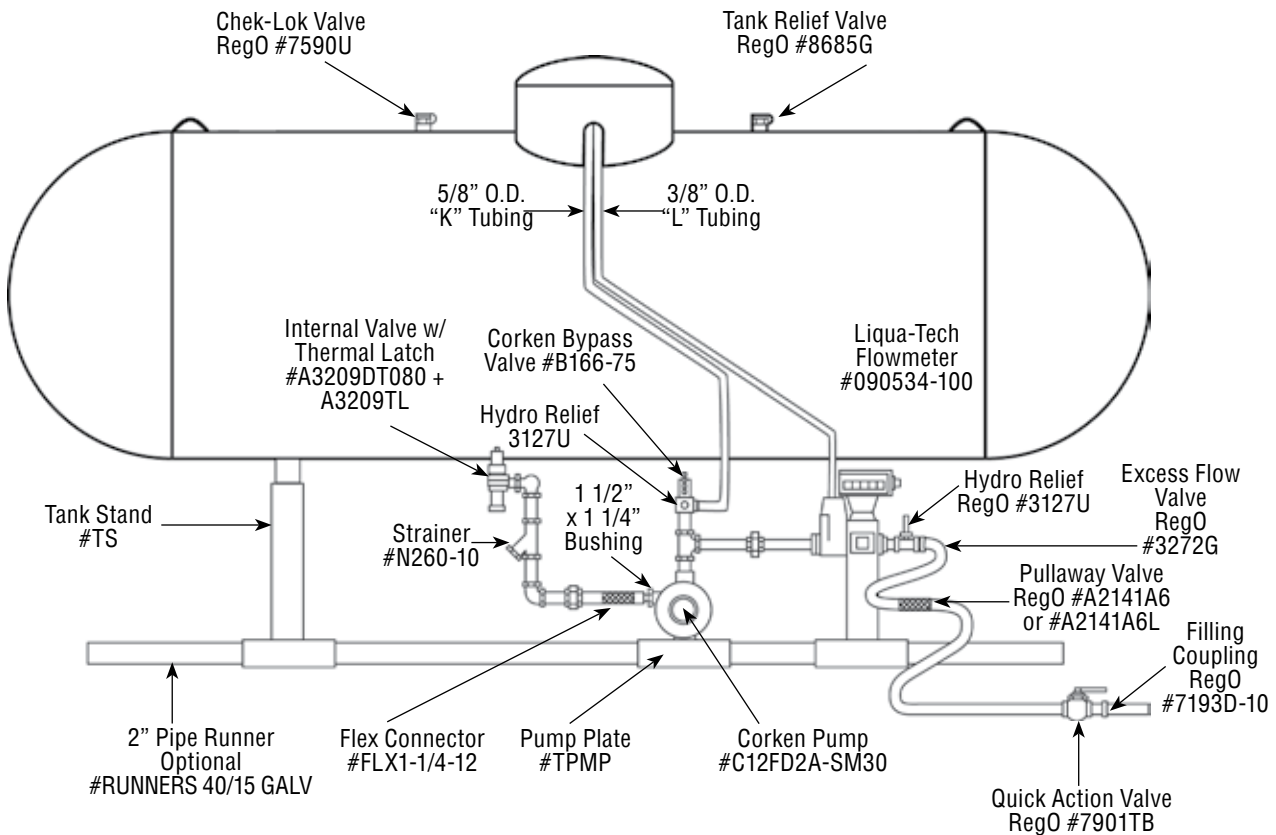 Chek-Lok Valve
RegO #7590U
Tank Relief Valve
RegO #8685G
5/8” O.D.
“K” Tubing
3/8” O.D.
“L” Tubing
Internal Valve w/
Thermal Latch
#A3209DT080 +
A3209TL
Corken Bypass
Valve #B166-75
Liqua-Tech
Flowmeter
#090534-100
Hydro Relief
3127U
Tank Stand
#TS
Strainer
#N260-10
1 1/2”
x 1 1/4”
Bushing
Hydro Relief
RegO #3127U
Excess Flow
Valve
RegO
#3272G
Pullaway Valve
RegO #A2141A6
or #A2141A6L
Filling
Coupling
RegO
#7193D-10
2” Pipe Runner
Optional
#RUNNERS 40/15 GALV
Flex Connector
#FLX1-1/4-12
Pump Plate
#TPMP
Corken Pump
#C12FD2A-SM30
Quick Action Valve
RegO #7901TB